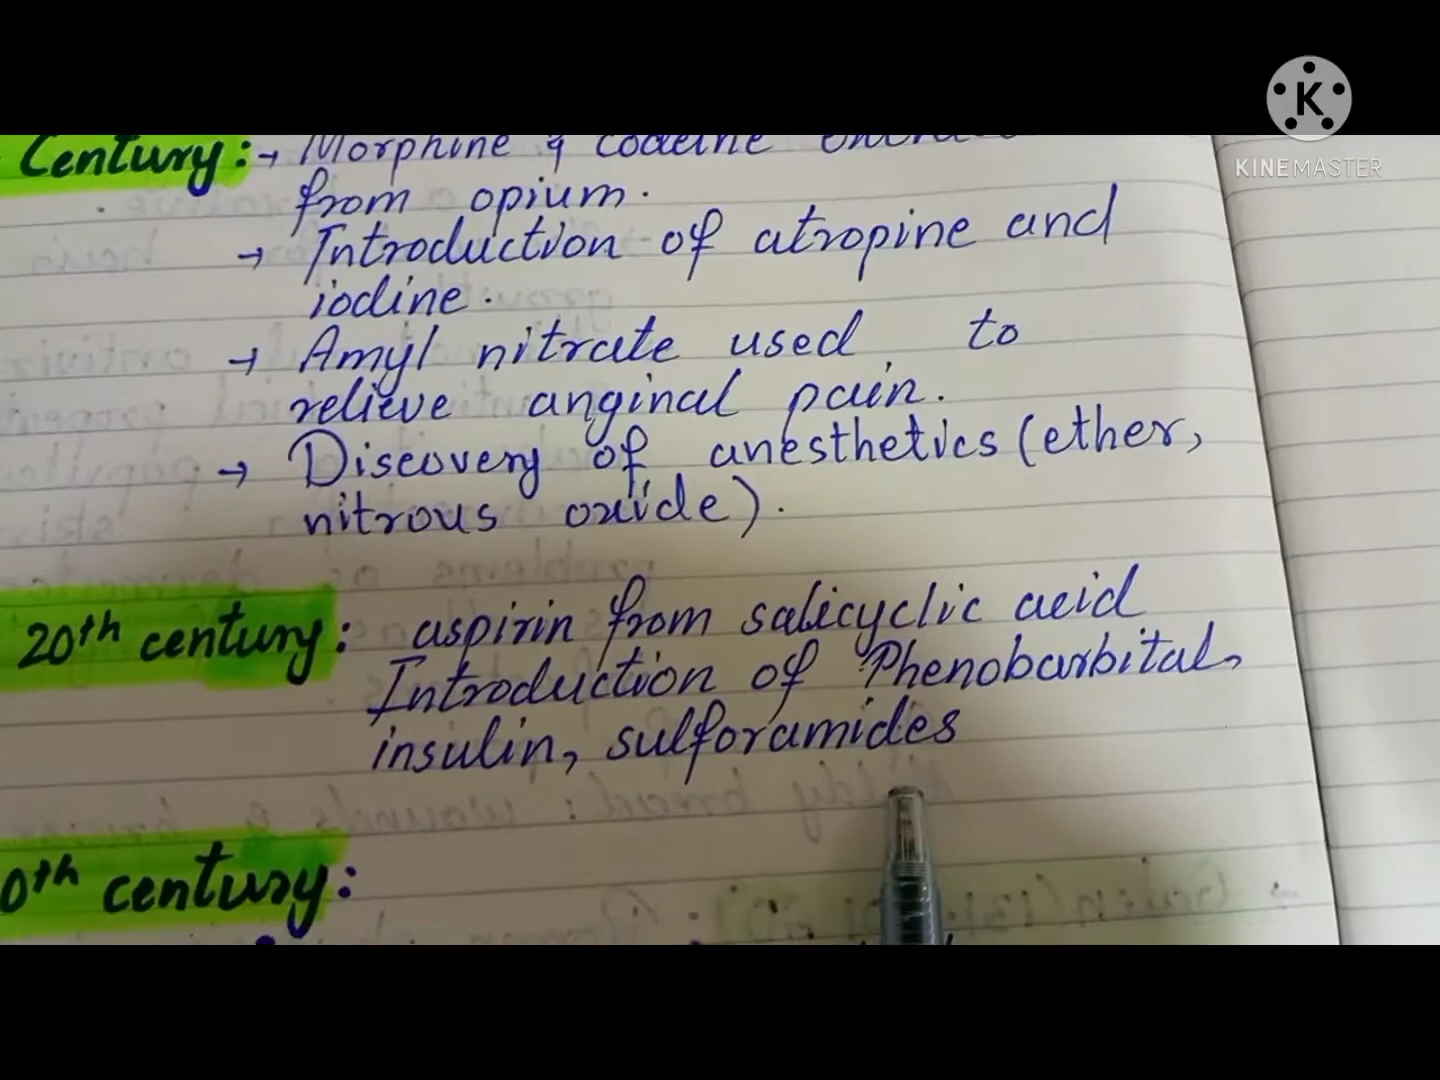 K
KINEMASTER
Century:→ Morphine & codeine
from opium.
→ Introduction of atropine and
iodine.
→ Amyl nitrate used to
relieve anginal pain.
→ Discovery of anesthetics (ether,
nitrous oxide).
20th century: aspirin from salicyclic acid
Introduction of Phenobarbital,
insulin, sulforamides
0th century: